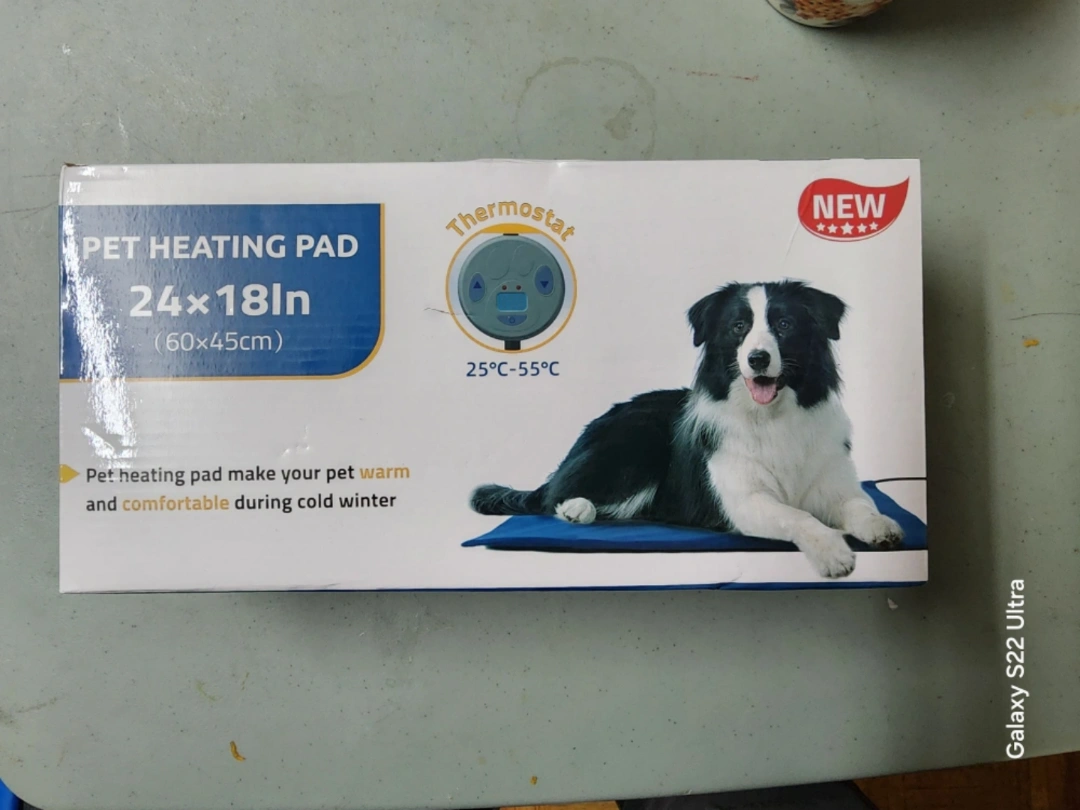 PET HEATING PAD
24×18In
(60×45cm)
Thermostat
25°C-55°C
NEW
Pet heating pad make your pet warm
and comfortable during cold winter
Galaxy S22 Ultra